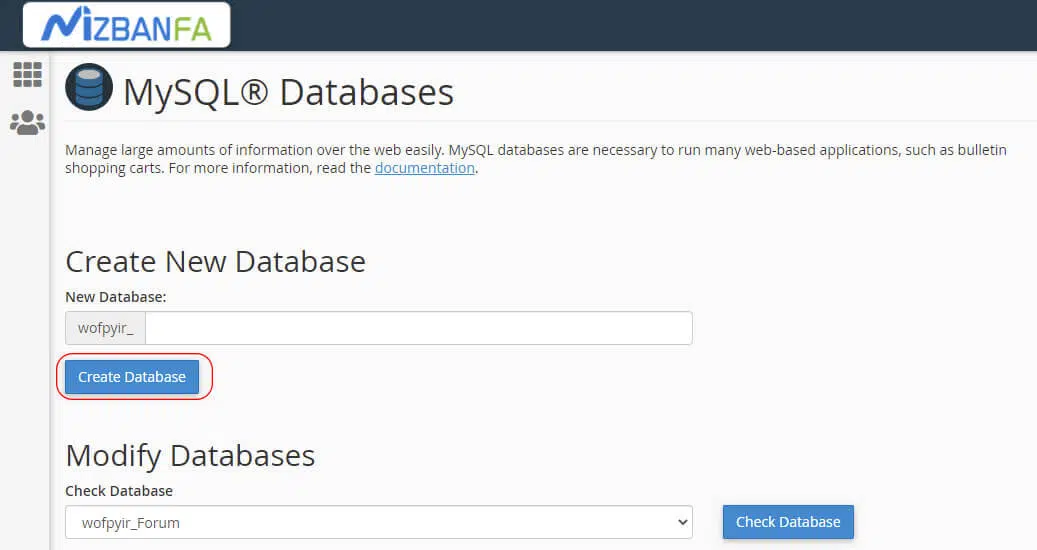 MIZBANFA
MySQL® Databases
Manage large amounts of information over the web easily. MySQL databases are necessary to run many web-based applications, such as bulletin
shopping carts. For more information, read the documentation.
Create New Database
New Database:
wofpyir_
Create Database
Modify Databases
Check Database
wofpyir_Forum
Check Database